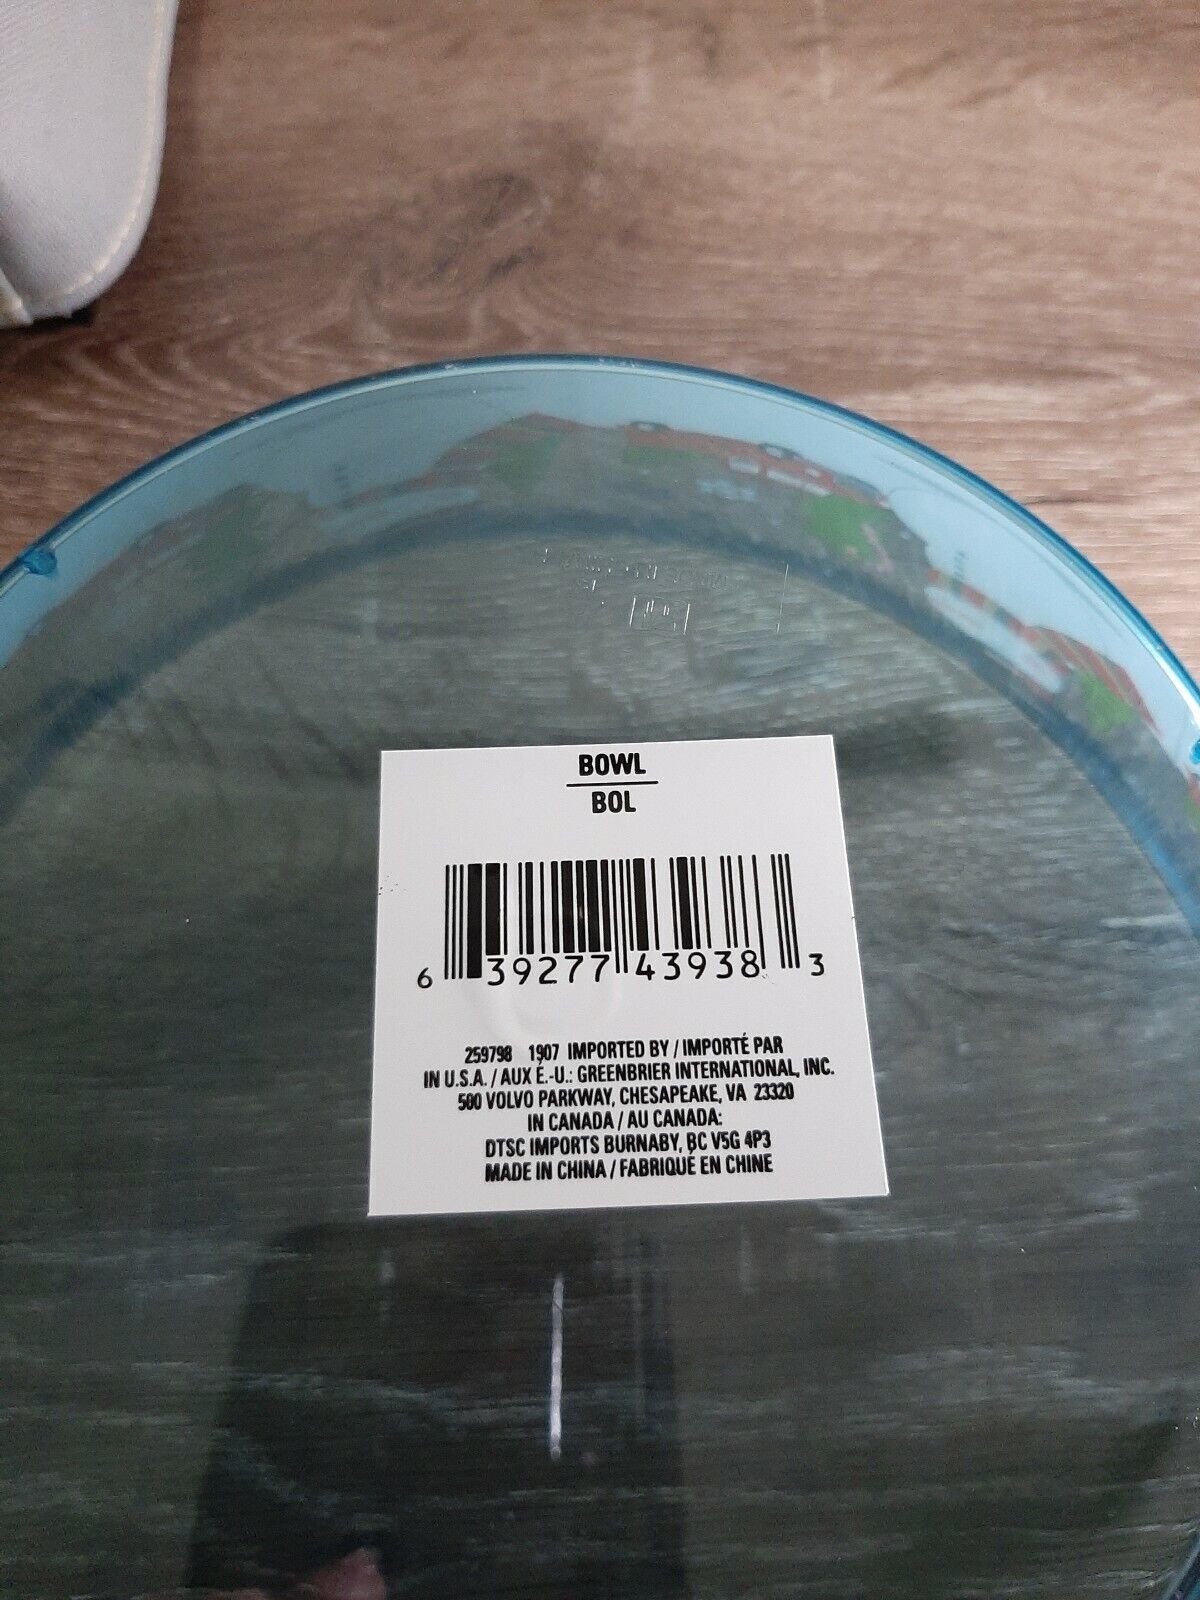 BOWL
BOL
6 39277 43938 3
259798 1907 IMPORTED BY / IMPORTÉ PAR
IN U.S.A. / AUX É.-U.: GREENBRIER INTERNATIONAL, INC.
500 VOLVO PARKWAY, CHESAPEAKE, VA 23320
IN CANADA / AU CANADA:
DTSC IMPORTS BURNABY, BC V5G 4P3
MADE IN CHINA / FABRIQUÉ EN CHINE